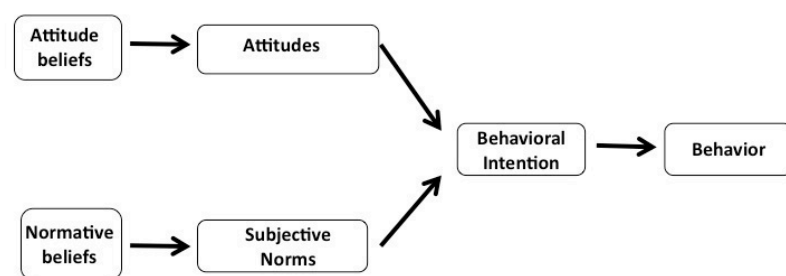 Attitude
beliefs
Attitudes
Behavioral
Intention
Behavior
Normative
beliefs
Subjective
Norms